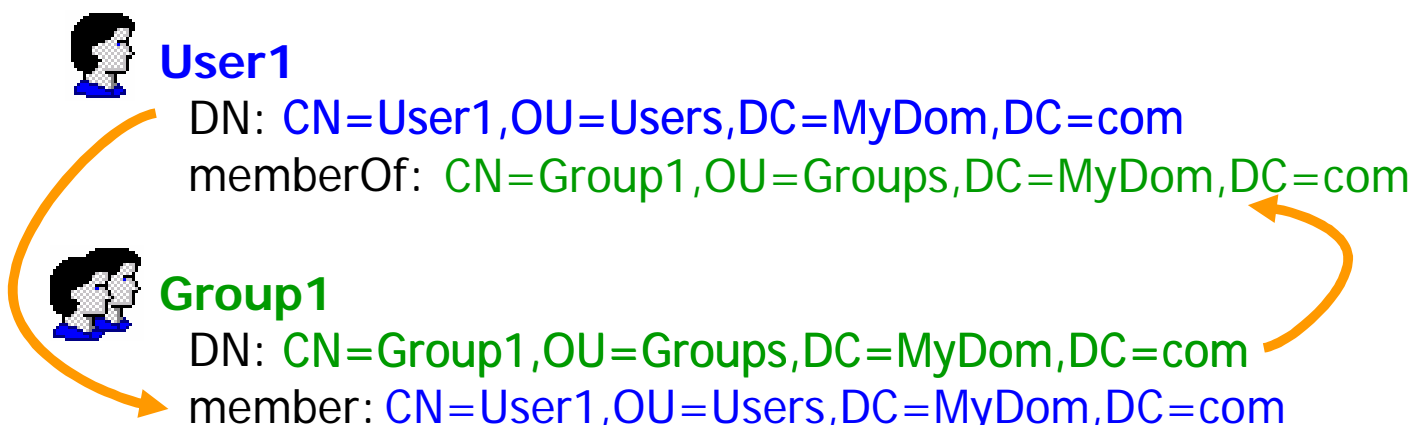 User1
DN: CN=User1,OU=Users,DC=MyDom,DC=com
memberOf: CN=Group1,OU=Groups,DC=MyDom,DC=com
Group1
DN: CN=Group1,OU=Groups,DC=MyDom,DC=com
member: CN=User1,OU=Users,DC=MyDom,DC=com